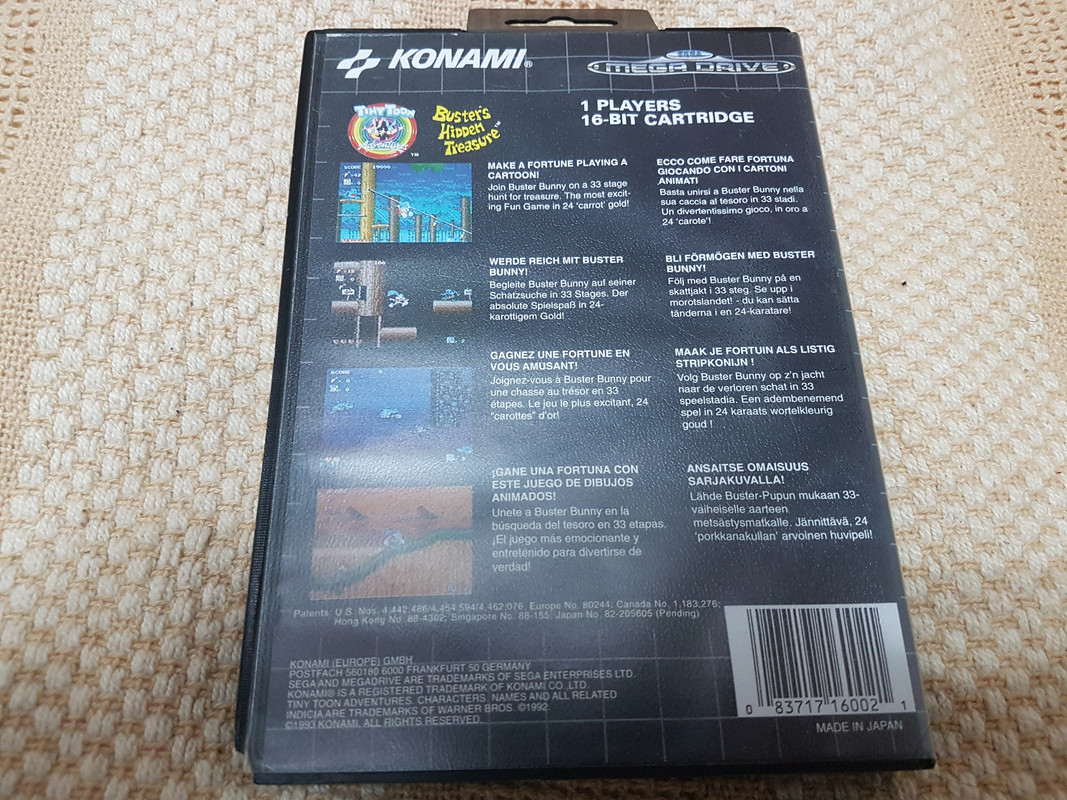 KONAMI®
SEGA
MEGA DRIVE
TINY TOON
Adventures
™
Buster's
Hidden
Treasure™
1 PLAYERS
16-BIT CARTRIDGE
SCORE
MAKE A FORTUNE PLAYING A
CARTOON!
Join Buster Bunny on a 33 stage
hunt for treasure. The most excit-
ing Fun Game in 24 'carrot' gold!
ECCO COME FARE FORTUNA
GIOCANDO CON I CARTONI
ANIMATI
Basta unirsi a Buster Bunny nella
sua caccia al tesoro in 33 stadi.
Un divertentissimo gioco, in oro a
24 'carote'!
WERDE REICH MIT BUSTER
BUNNY!
Begleite Buster Bunny auf seiner
Schatzsuche in 33 Stages. Der
absolute Spielspaß in 24-
karottigem Gold!
BLI FÖRMÖGEN MED BUSTER
BUNNY!
Följ med Buster Bunny på en
skattjakt i 33 steg. Se upp i
morotslandet! - du kan sätta
tänderna i en 24-karatare!
SCORE
GAGNEZ UNE FORTUNE EN
VOUS AMUSANT!
Joignez-vous à Buster Bunny pour
une chasse au trésor en 33
étapes. Le jeu le plus excitant, 24
"carottes" d'or!
MAAK JE FORTUIN ALS LISTIG
STRIPKONIJN !
Volg Buster Bunny op z'n jacht
naar de verloren schat in 33
speelstadia. Een adembenemend
spel in 24 karaats wortelkleurig
goud !
¡GANE UNA FORTUNA CON
ESTE JUEGO DE DIBUJOS
ANIMADOS!
Unete a Buster Bunny en la
búsqueda del tesoro en 33 etapas.
¡El juego más emocionante y
entretenido para divertirse de
verdad!
ANSAITSE OMAISUUS
SARJAKUVALLA!
Lähde Buster-Pupun mukaan 33-
vaiheiselle aarteen
metsästysmatkalle. Jännittävä, 24
'porkkanakullan' arvoinen huvipeli!
Patents: U.S. Nos. 4,442,486/4,454,594/4,462,076; Europe No. 80244; Canada No. 1,183,276;
Hong Kong No. 88-4302; Singapore No. 88-155; Japan No. 82-205605 (Pending)
KONAMI (EUROPE) GMBH
POSTFACH 560180 6000 FRANKFURT 50 GERMANY
SEGA AND MEGADRIVE ARE TRADEMARKS OF SEGA ENTERPRISES LTD.
KONAMI® IS A REGISTERED TRADEMARK OF KONAMI CO.,LTD.
TINY TOON ADVENTURES, CHARACTERS, NAMES AND ALL RELATED
INDICIA ARE TRADEMARKS OF WARNER BROS. ©1992.
©1993 KONAMI. ALL RIGHTS RESERVED.
0 83717 16002 1
MADE IN JAPAN